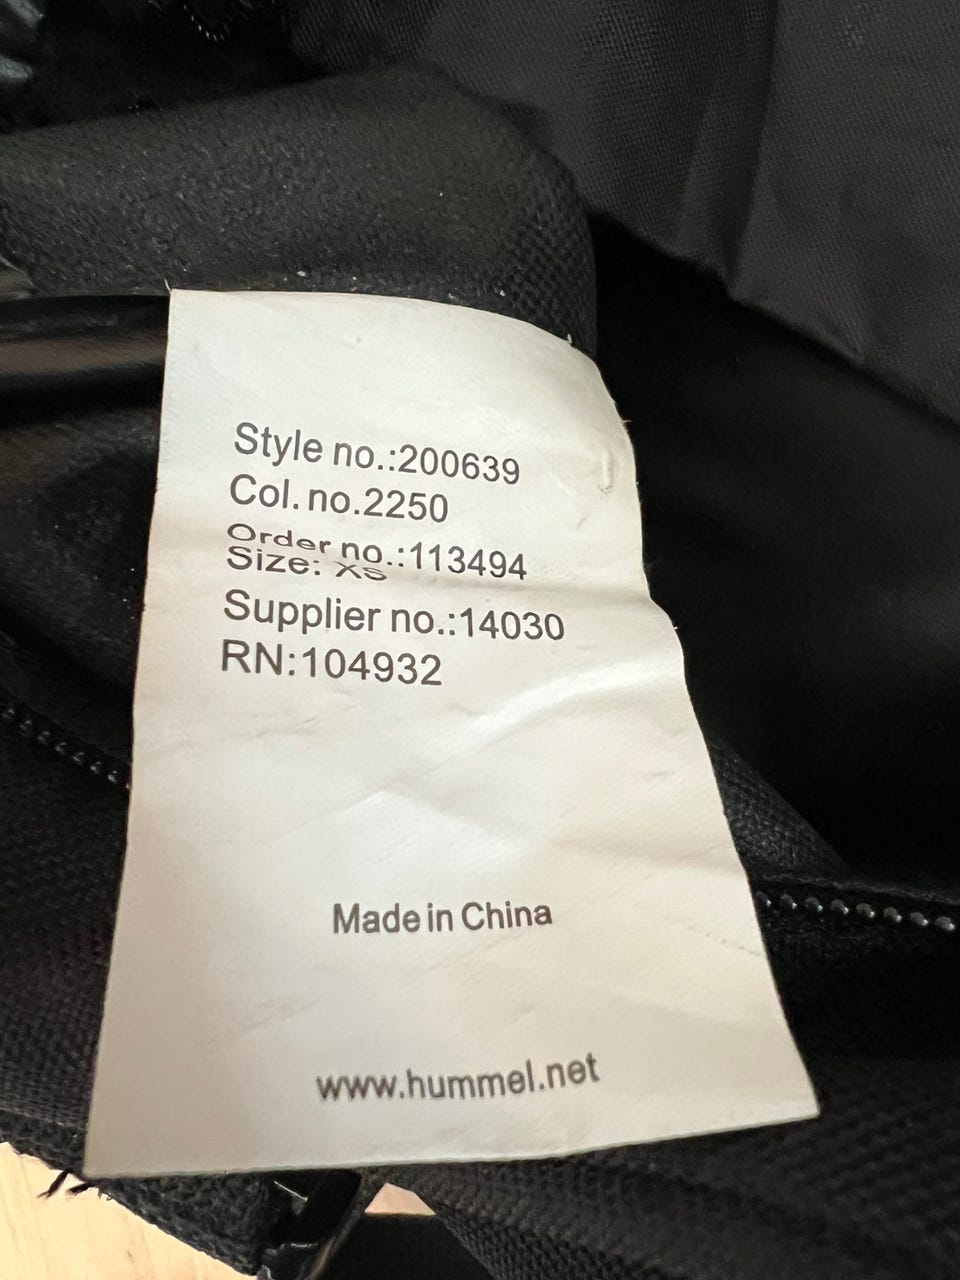 Style no.:200639
Col. no.2250
Order no.:113494
Size: XS
Supplier no.:14030
RN:104932
Made in China
www.hummel.net